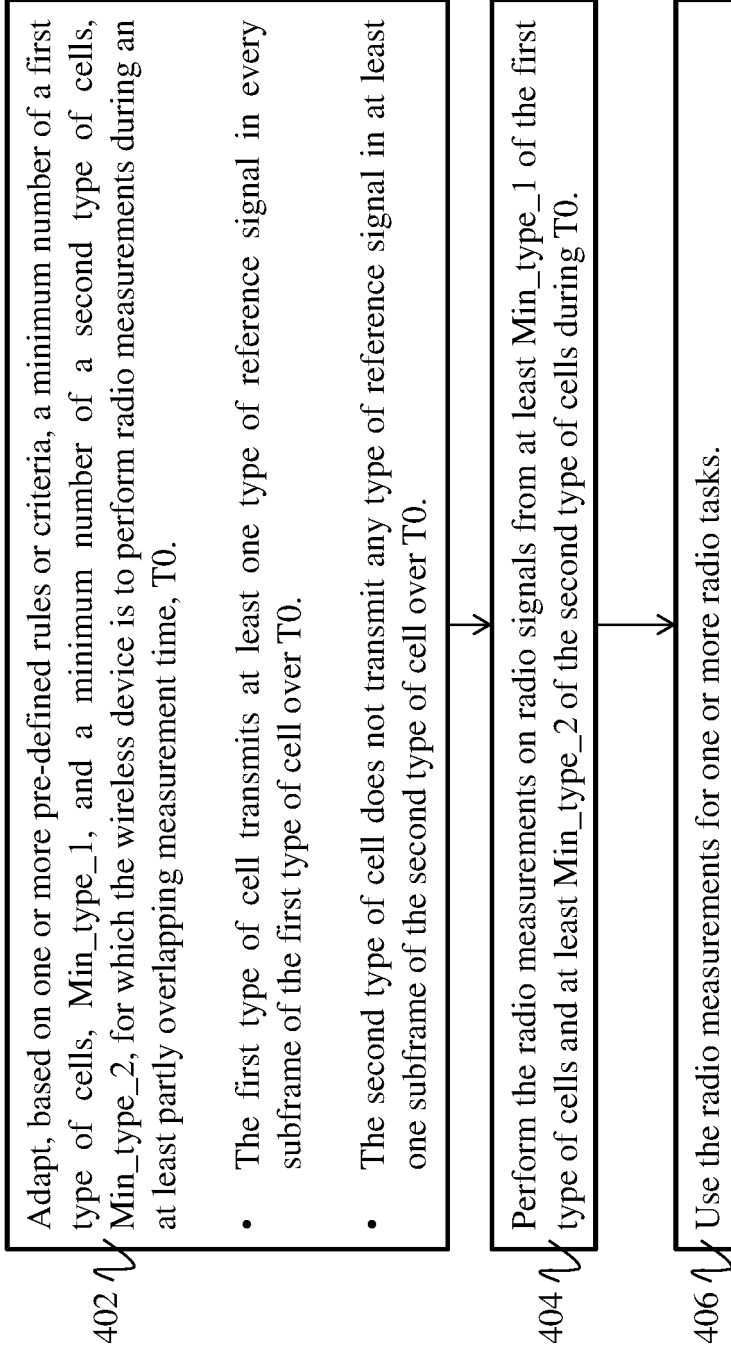 402
Adapt, based on one or more pre-defined rules or criteria, a minimum number of a first
type of cells, Min_type_1, and a minimum number of a second type of cells,
Min_type_2, for which the wireless device is to perform radio measurements during an
at least partly overlapping measurement time, T0.
• The first type of cell transmits at least one type of reference signal in every
subframe of the first type of cell over T0.
• The second type of cell does not transmit any type of reference signal in at least
one subframe of the second type of cell over T0.
404
Perform the radio measurements on radio signals from at least Min_type_1 of the first
type of cells and at least Min_type_2 of the second type of cells during T0.
406
Use the radio measurements for one or more radio tasks.